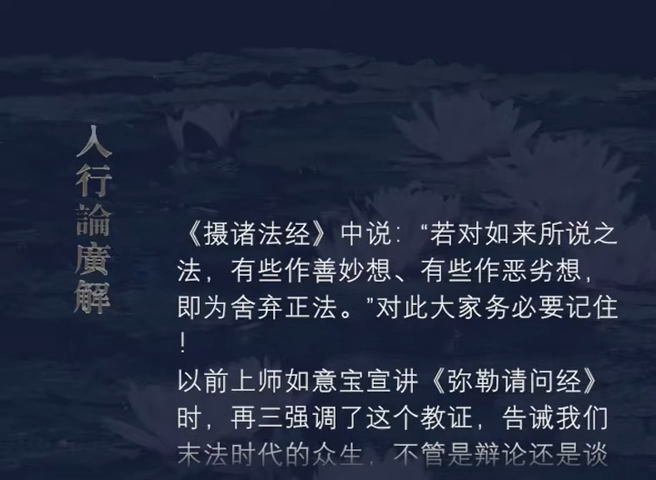 入行論廣解
《摄诸法经》中说：“若对如来所说之
法，有些作善妙想、有些作恶劣想，
即为舍弃正法。”对此大家务必要记住
！
以前上师如意宝宣讲《弥勒请问经》
时，再三强调了这个教证，告诫我们
末法时代的众生，不管是辩论还是谈